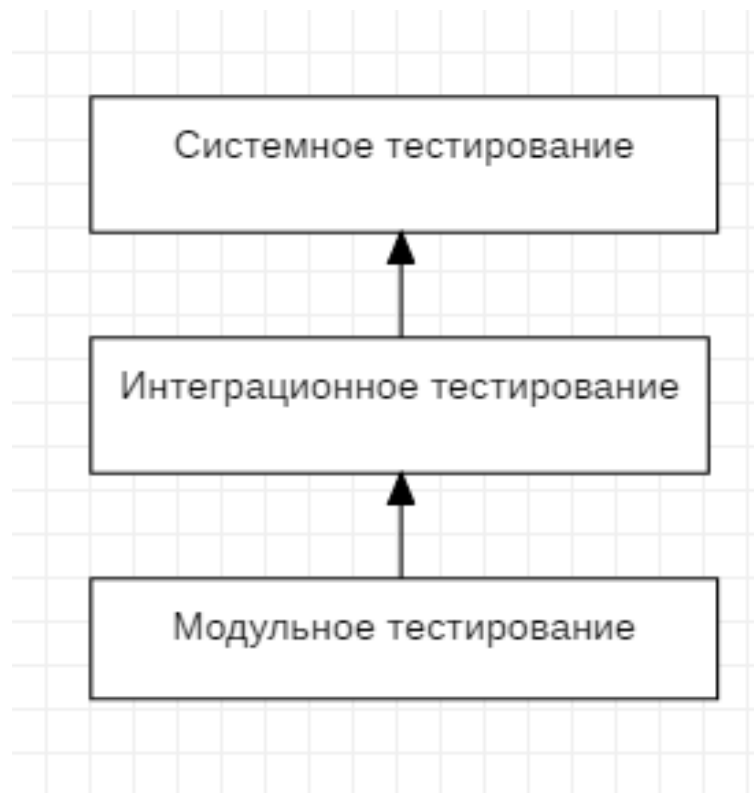 Системное тестирование
Интеграционное тестирование
Модульное тестирование